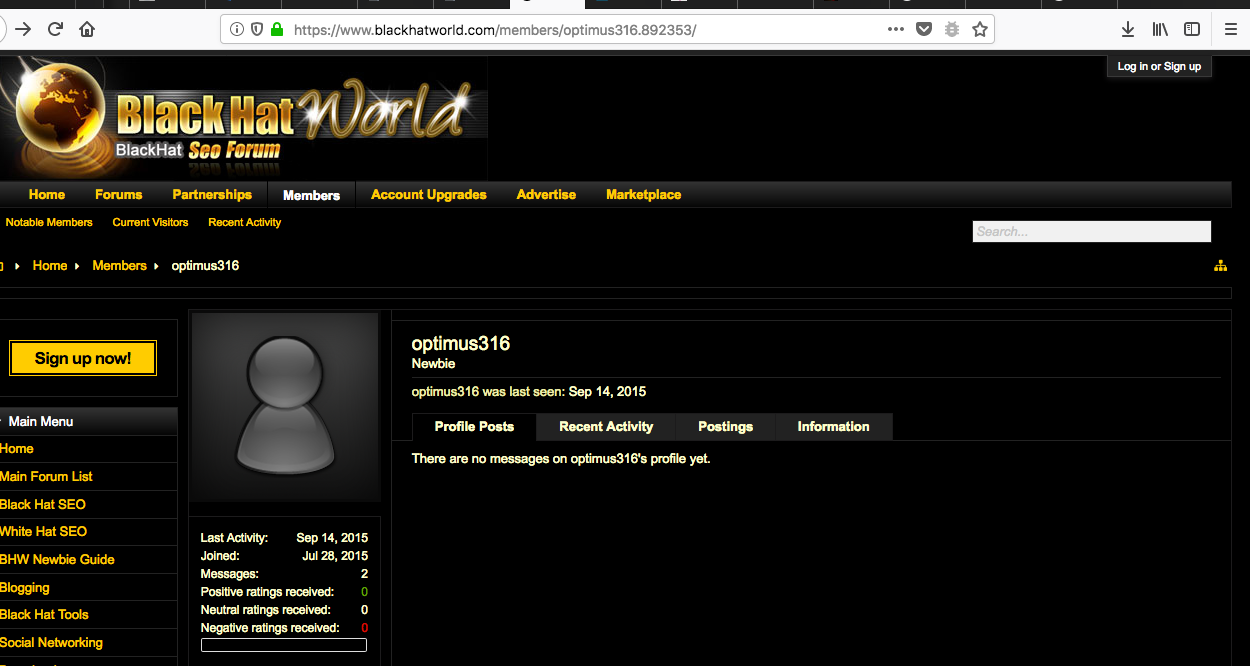 https://www.blackhatworld.com/members/optimus316.892353/
Log in or Sign up
BlackHat World
BlackHat Seo Forum
Home Forums Partnerships Members Account Upgrades Advertise Marketplace
Notable Members Current Visitors Recent Activity
Search...
Home Members optimus316
Sign up now!
optimus316
Newbie
optimus316 was last seen: Sep 14, 2015
Profile Posts Recent Activity Postings Information
There are no messages on optimus316's profile yet.
Main Menu
Home
Main Forum List
Black Hat SEO
White Hat SEO
BHW Newbie Guide
Blogging
Black Hat Tools
Social Networking
Last Activity: Sep 14, 2015
Joined: Jul 28, 2015
Messages: 2
Positive ratings received: 0
Neutral ratings received: 0
Negative ratings received: 0